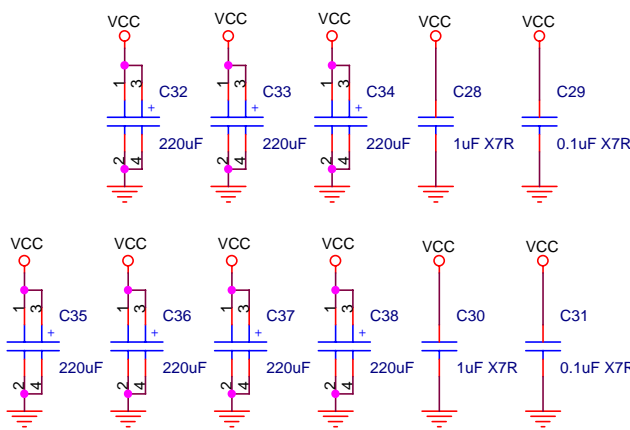 VCC VCC VCC VCC VCC
1 3 C32 1 3 C33 1 3 C34 C28 C29
+ + +
220uF 220uF 220uF 1uF X7R 0.1uF X7R
2 4 2 4 2 4
VCC VCC VCC VCC VCC VCC
1 3 C35 1 3 C36 1 3 C37 1 3 C38 C30 C31
+ + + +
220uF 220uF 220uF 220uF 1uF X7R 0.1uF X7R
2 4 2 4 2 4 2 4